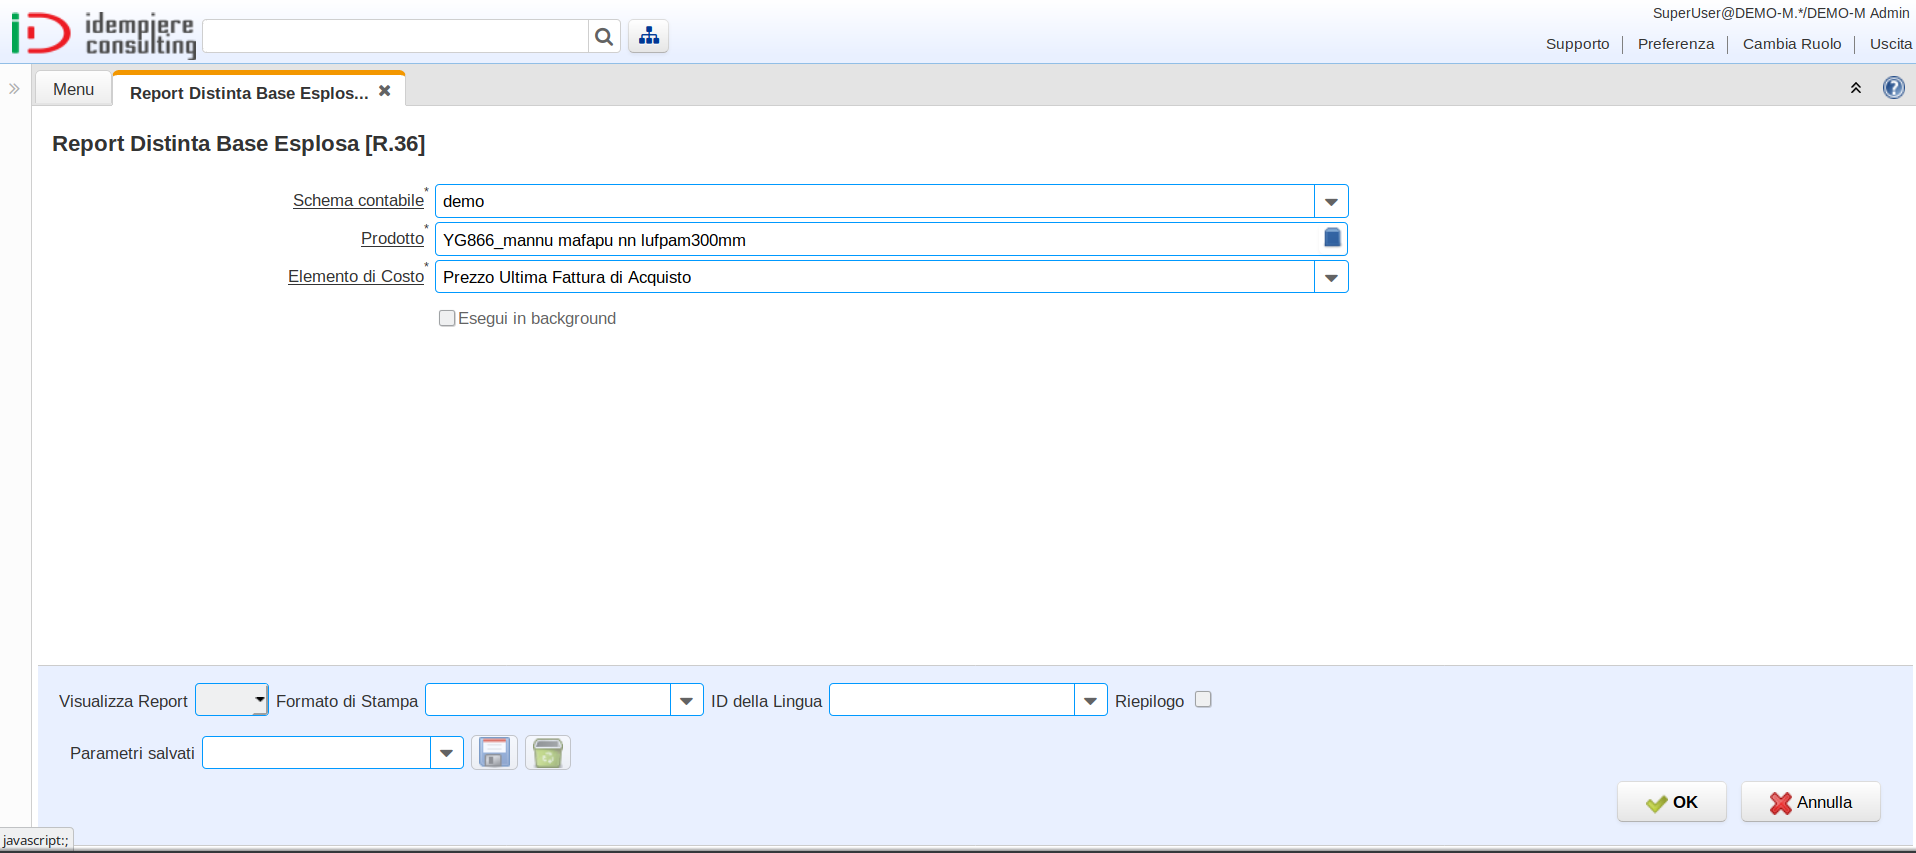 idempiere
consulting
SuperUser@DEMO-M.*/DEMO-M Admin
Supporto
Preferenza
Cambia Ruolo
Uscita
Menu
Report Distinta Base Esplos...
Report Distinta Base Esplosa [R.36]
Schema contabile* demo
Prodotto* YG866_mannu mafapu nn lufpam300mm
Elemento di Costo* Prezzo Ultima Fattura di Acquisto
Esegui in background
Visualizza Report Formato di Stampa ID della Lingua Riepilogo
Parametri salvati
OK Annulla
javascript:;